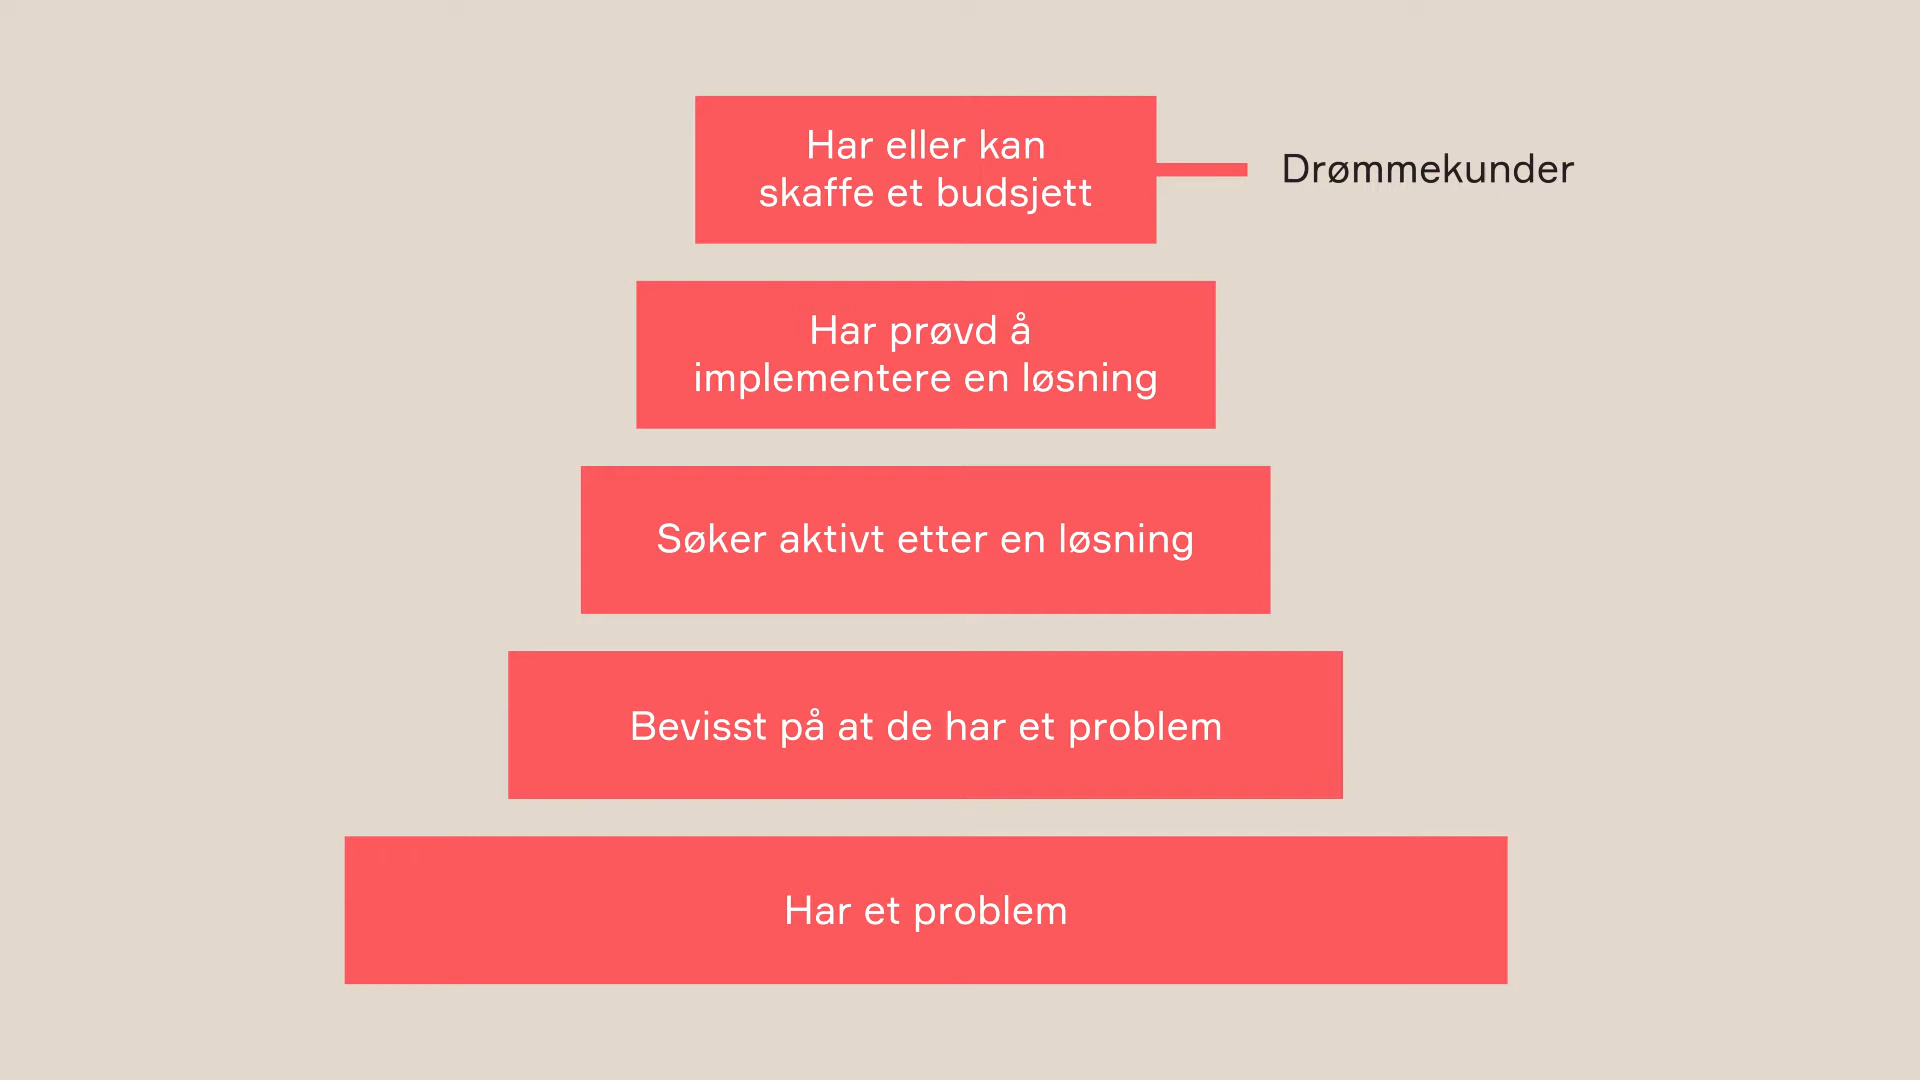 Har eller kan
skaffe et budsjett
Drømmekunder
Har prøvd å
implementere en løsning
Søker aktivt etter en løsning
Bevisst på at de har et problem
Har et problem